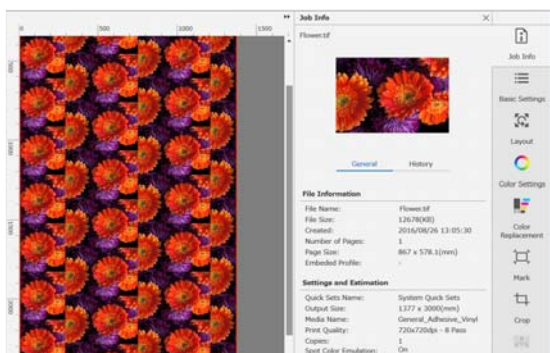 Job Info
0
500
1000
1500
Flower.tif
General
History
File Information
File Name: Flower.tif
File Size: 12678(KB)
Created: 2016/08/26 13:05:30
Number of Pages: 1
Page Size: 867 x 578.1(mm)
Embeded Profile: -
Settings and Estimation
Quick Sets Name: System Quick Sets
Output Size: 1377 x 3000(mm)
Media Name: General_Adhesive_Vinyl
Print Quality: 720x720dpi - 8 Pass
Copies: 1
Spot Color Emulation: On
Job Info
Basic Settings
Layout
Color Settings
Color
Replacement
Mark
Crop